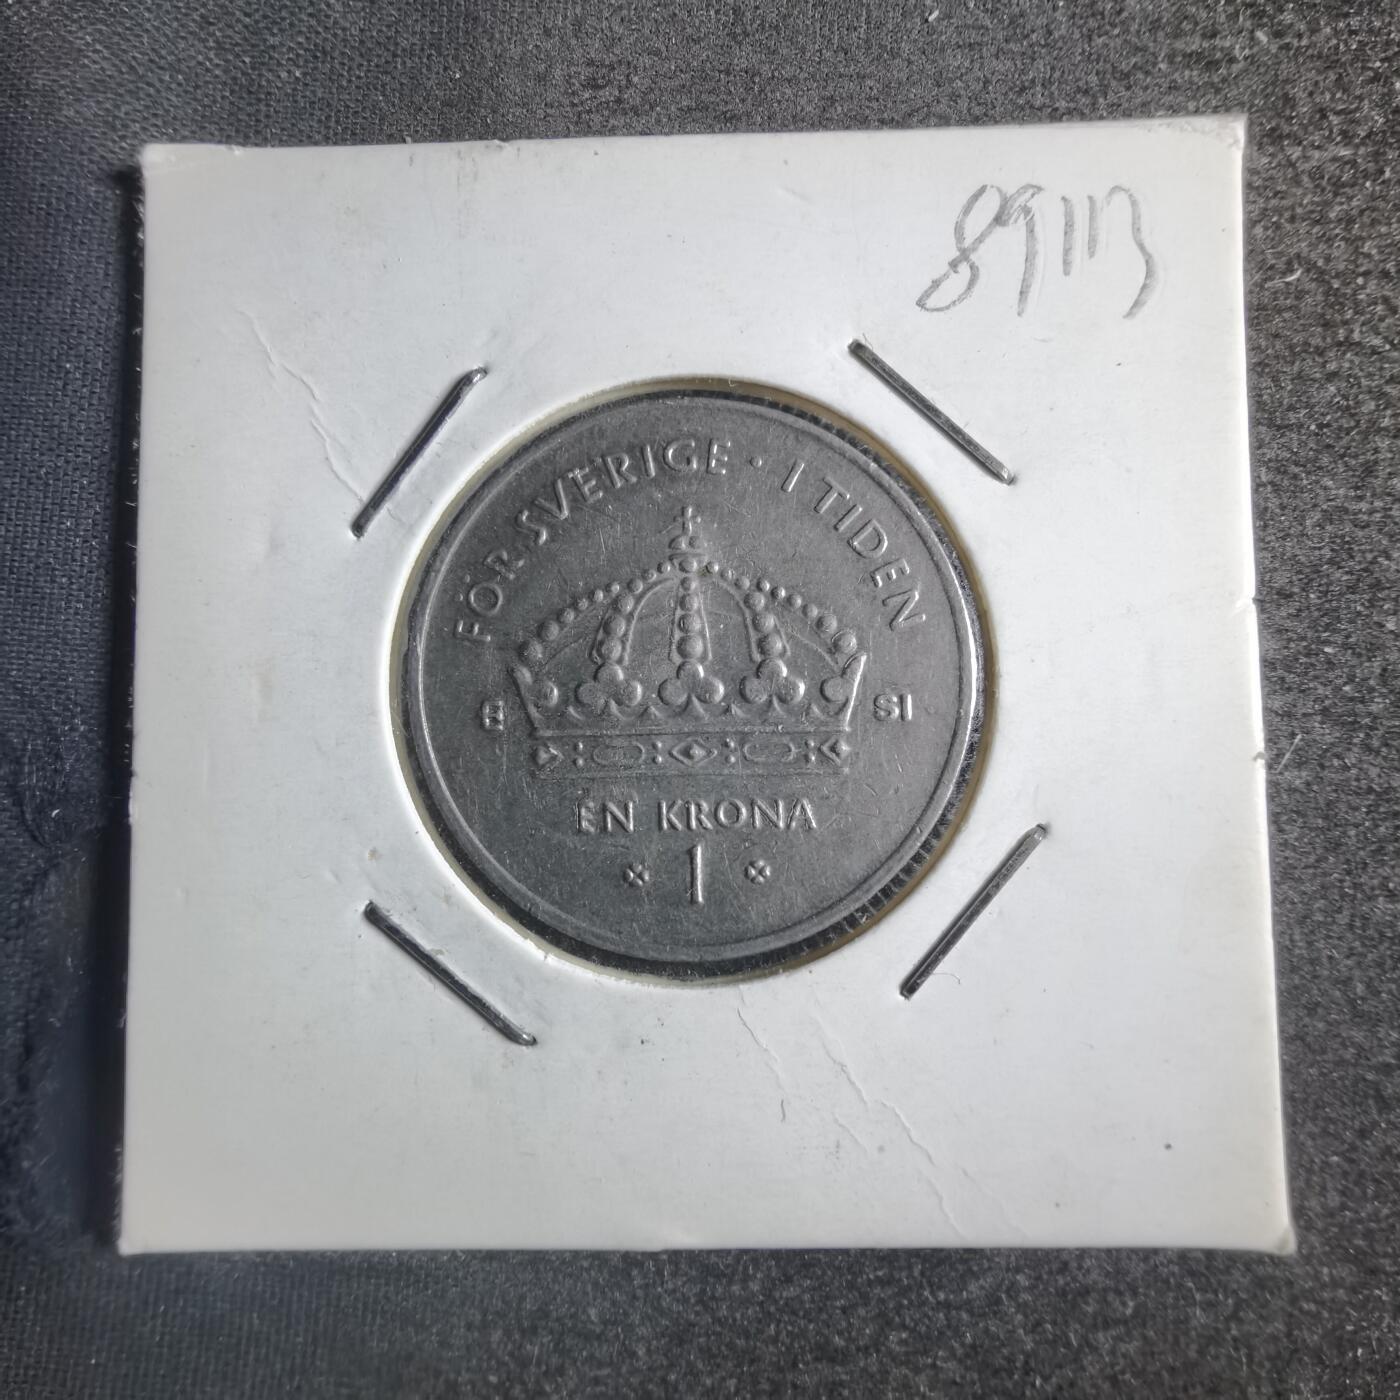 89113
FÖR SVERIGE · I TIDEN
SI
EN KRONA
1